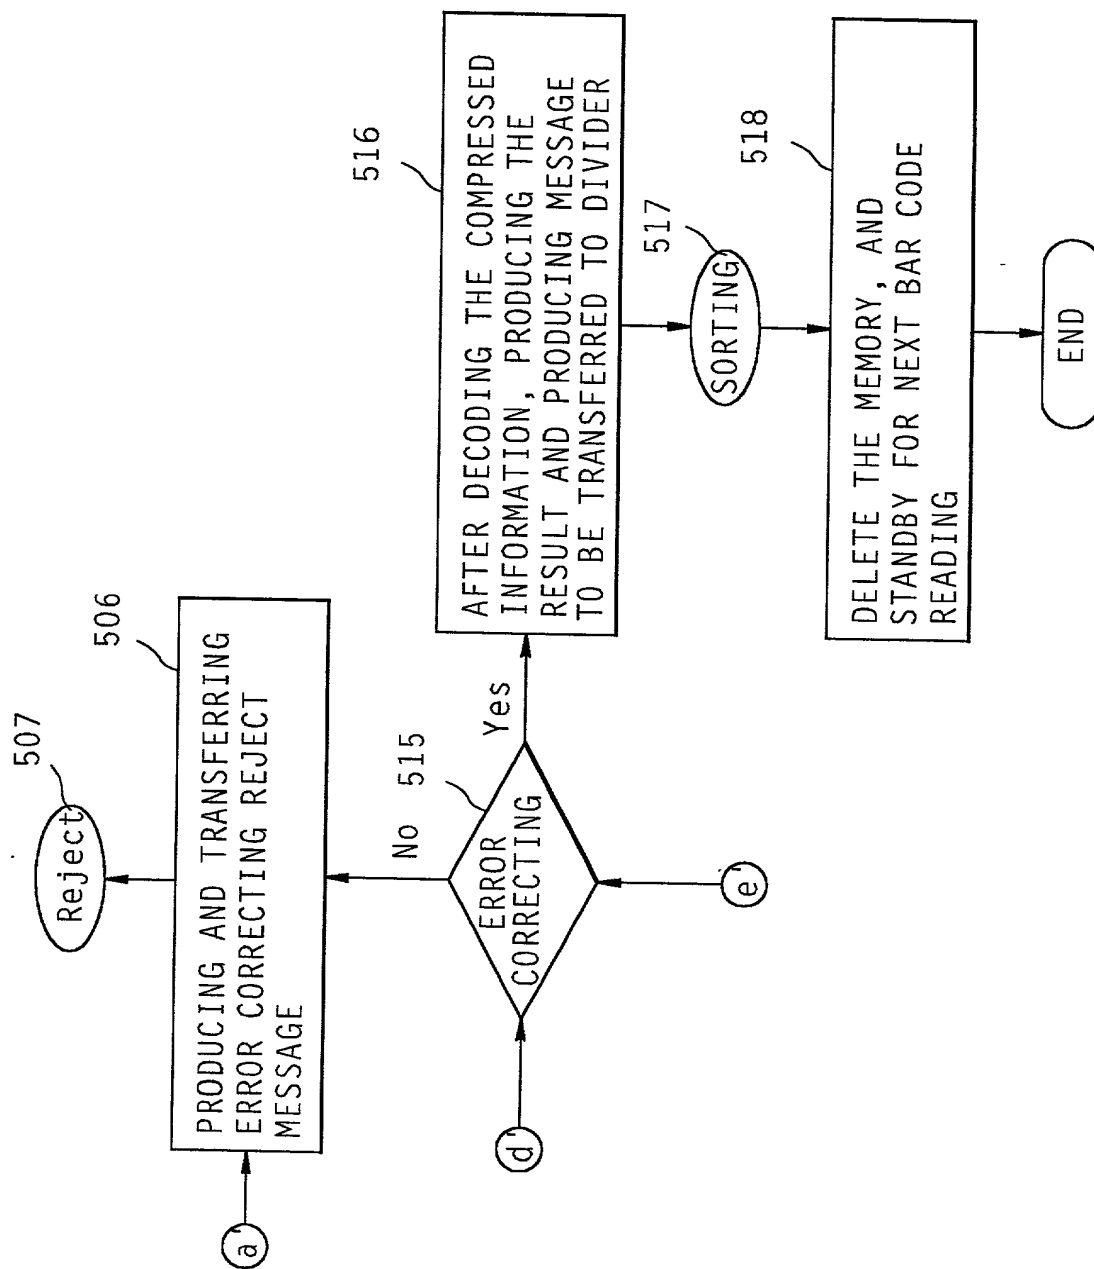 507
Reject
506
a'
PRODUCING AND TRANSFERRING
ERROR CORRECTING REJECT
MESSAGE
No
515
Yes
d'
ERROR
CORRECTING
e'
516
AFTER DECODING THE COMPRESSED
INFORMATION, PRODUCING THE
RESULT AND PRODUCING MESSAGE
TO BE TRANSFERRED TO DIVIDER
517
SORTING
518
DELETE THE MEMORY, AND
STANDBY FOR NEXT BAR CODE
READING
END